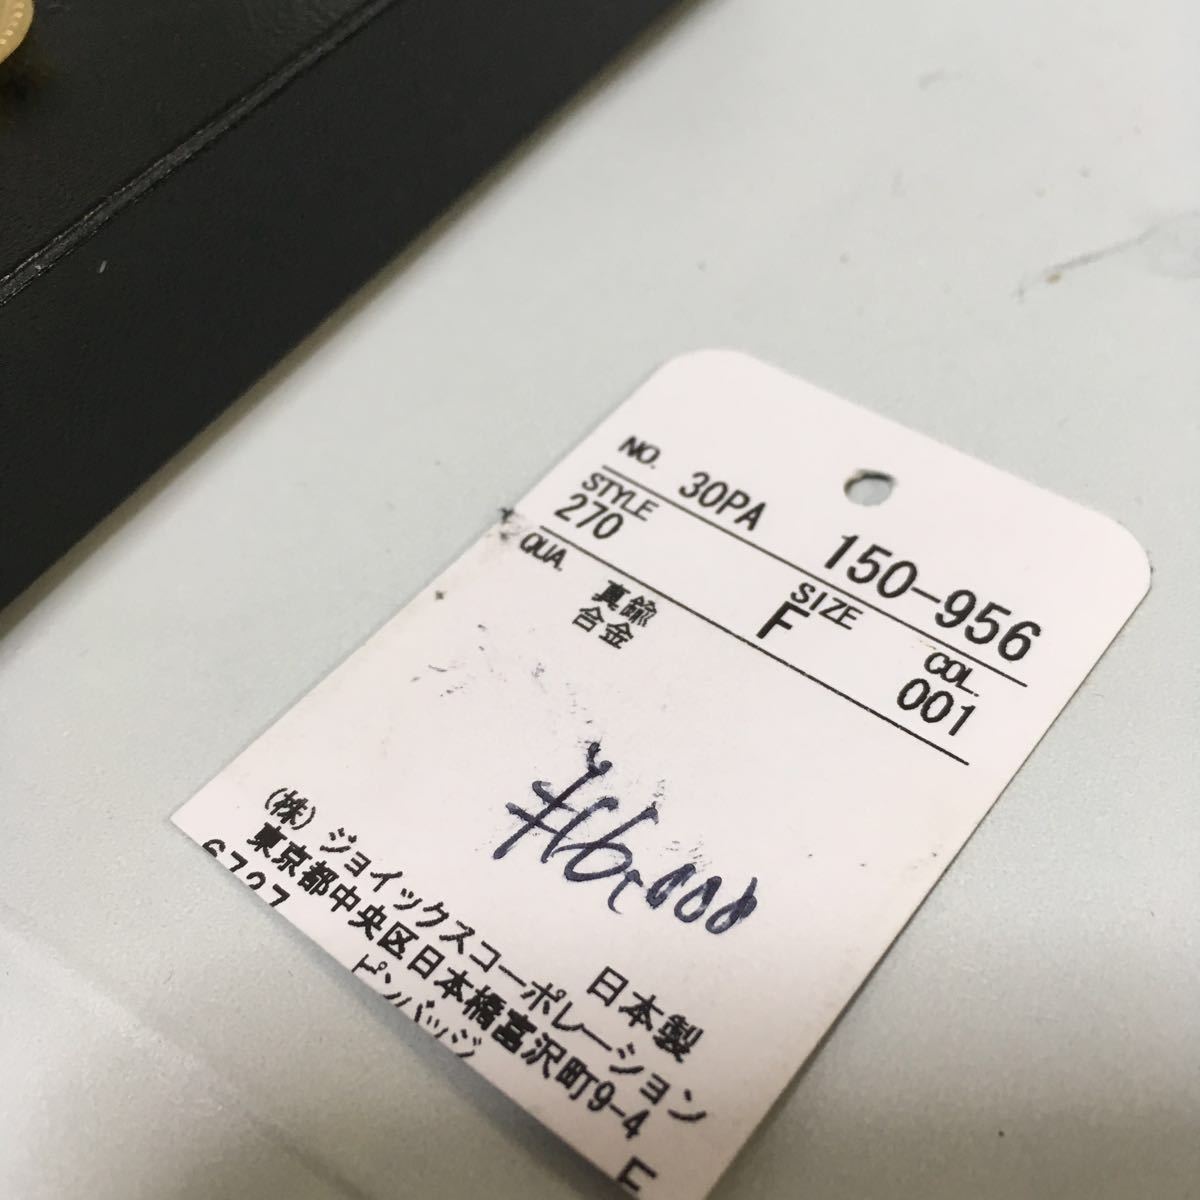 NO. 30PA 150-956
STYLE SIZE COL.
270 F 001
QUA. 真鍮
合金
¥16,000
日本製
(株)ジョイックスコーポレーション
東京都中央区日本橋富沢町9-4
6727 ピンバッジ F